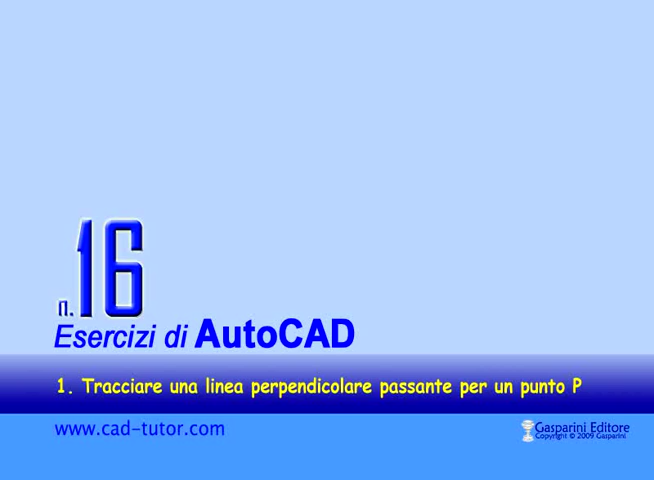 n.16
Esercizi di AutoCAD
1. Tracciare una linea perpendicolare passante per un punto P
www.cad-tutor.com
Gasparini Editore
Copyright © 2009 Gasparini